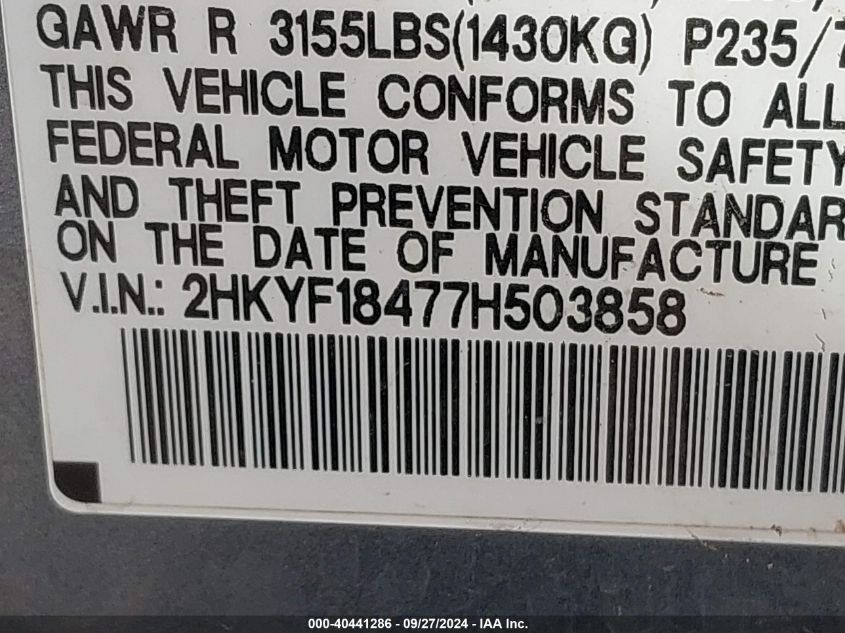 GAWR R 3155LBS(1430KG) P235/7
THIS VEHICLE CONFORMS TO ALL
FEDERAL MOTOR VEHICLE SAFETY
AND THEFT PREVENTION STANDAR
ON THE DATE OF MANUFACTURE
V.I.N.: 2HKYF18477H503858
000-40441286 - 09/27/2024 - IAA Inc.